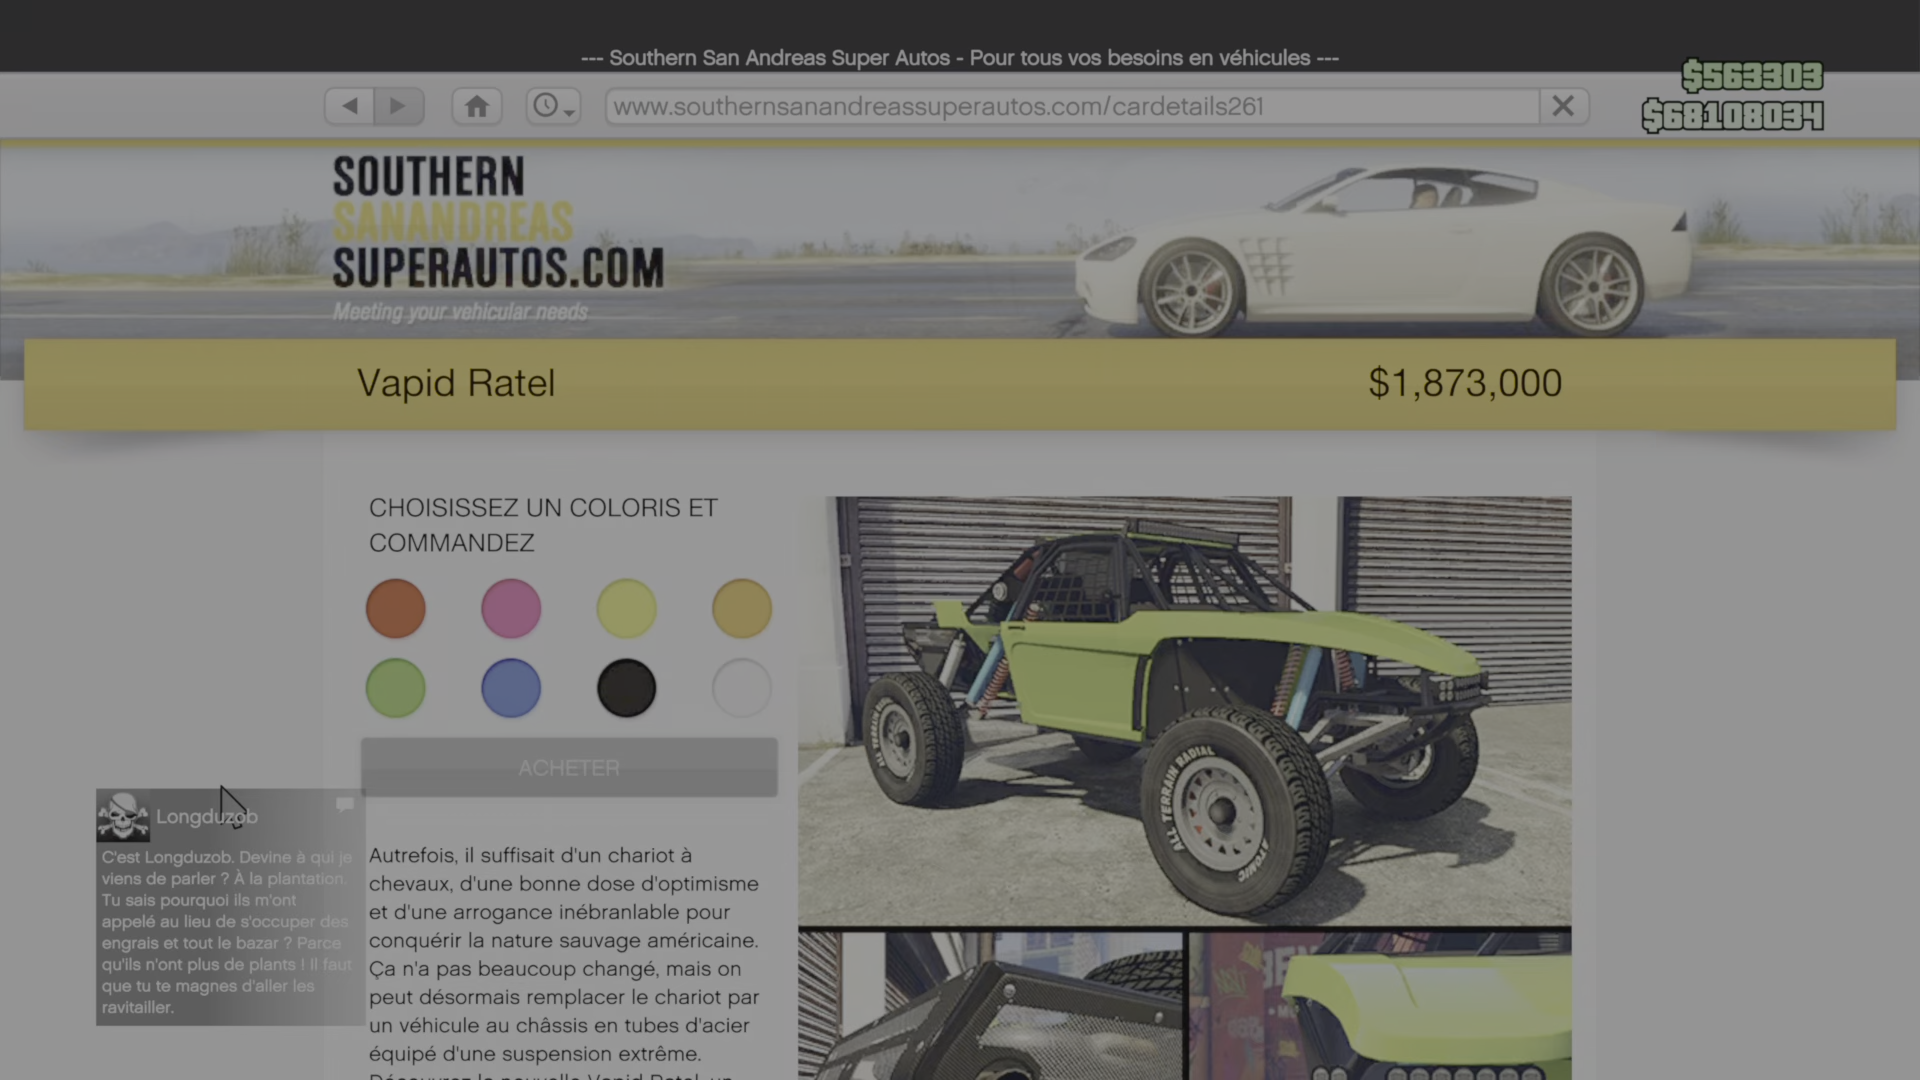 --- Southern San Andreas Super Autos - Pour tous vos besoins en véhicules ---
$563303
$68108034
www.southernsanandreassuperautos.com/cardetails261
SOUTHERN
SANANDREAS
SUPERAUTOS.COM
Meeting your vehicular needs
Vapid Ratel
$1,873,000
CHOISISSEZ UN COLORIS ET
COMMANDEZ
ACHETER
Longduzob
C'est Longduzob. Devine à qui je
viens de parler ? À la plantation.
Tu sais pourquoi ils m'ont
appelé au lieu de s'occuper des
engrais et tout le bazar ? Parce
qu'ils n'ont plus de plants ! Il faut
que tu te magnes d'aller les
ravitailler.
Autrefois, il suffisait d'un chariot à
chevaux, d'une bonne dose d'optimisme
et d'une arrogance inébranlable pour
conquérir la nature sauvage américaine.
Ça n'a pas beaucoup changé, mais on
peut désormais remplacer le chariot par
un véhicule au châssis en tubes d'acier
équipé d'une suspension extrême.
Découvrez la nouvelle Vapid Ratel, un
ALL TERRAIN RADIAL
ATOMIC